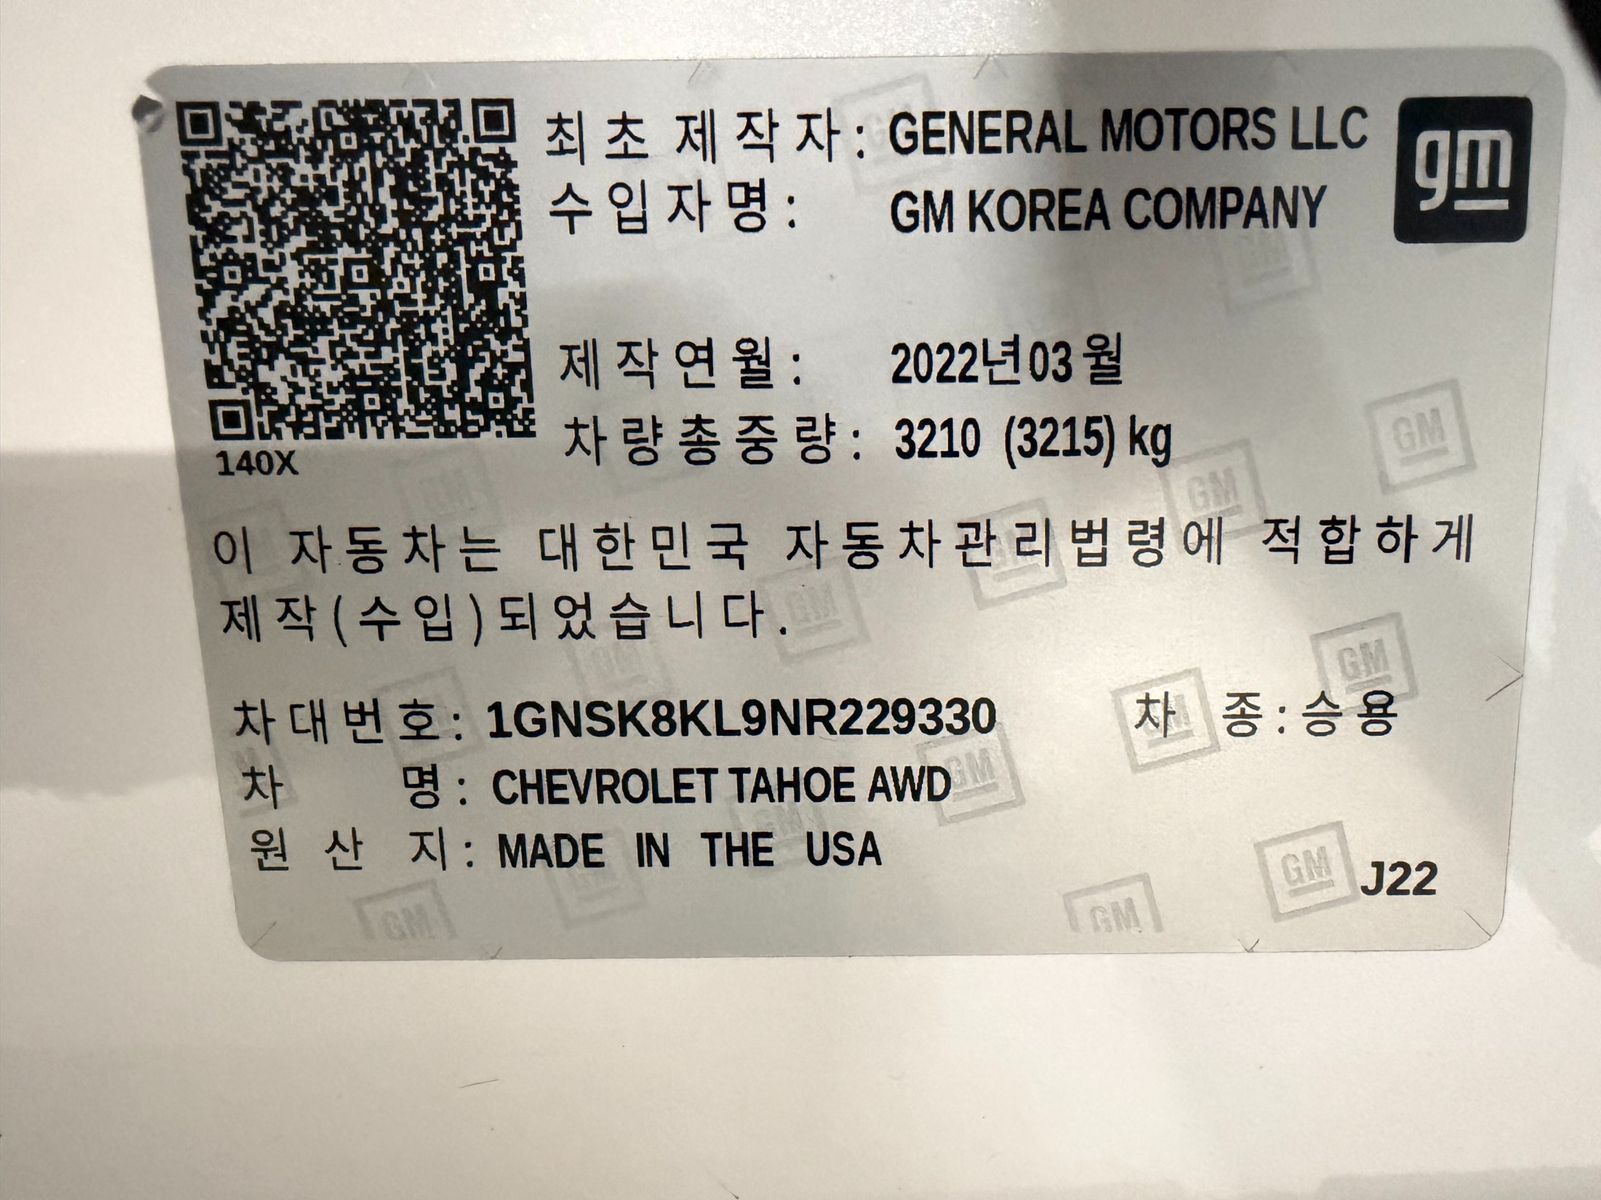 최초 제작자: GENERAL MOTORS LLC
gm
수입자명: GM KOREA COMPANY
제작연월: 2022년03월
차량총중량: 3210 (3215) kg
140X
이 자동차는 대한민국 자동차관리법령에 적합하게
제작(수입)되었습니다.
차대번호: 1GNSK8KL9NR229330 차 종: 승용
차 명: CHEVROLET TAHOE AWD
원 산 지: MADE IN THE USA
J22